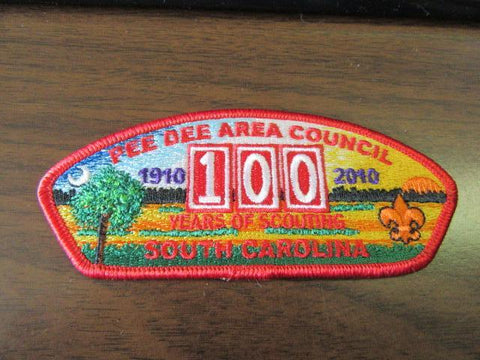 PEE DEE AREA COUNCIL
1910 100 2010
YEARS OF SCOUTING
SOUTH CAROLINA